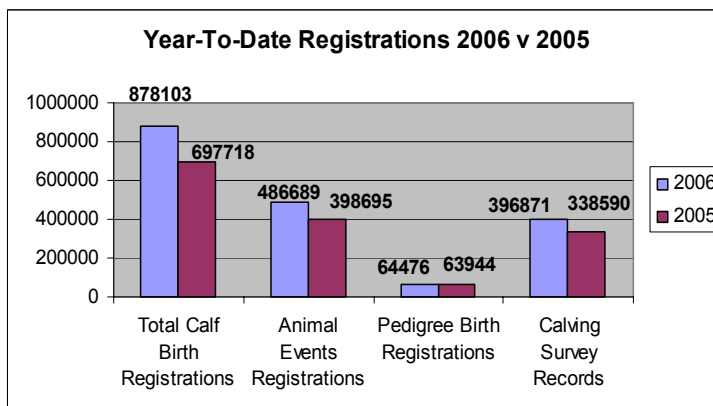 Year-To-Date Registrations 2006 v 2005
878103
697718
486689
398695
64476
63944
396871
338590
1000000
800000
600000
400000
200000
0
Total Calf
Birth
Registrations
Animal
Events
Registrations
Pedigree Birth
Registrations
Calving
Survey
Records
2006
2005